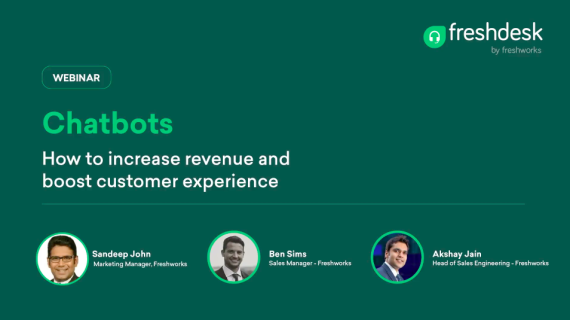 freshdesk
by freshworks
WEBINAR
Chatbots
How to increase revenue and
boost customer experience
Sandeep John
Marketing Manager, Freshworks
Ben Sims
Sales Manager - Freshworks
Akshay Jain
Head of Sales Engineering - Freshworks